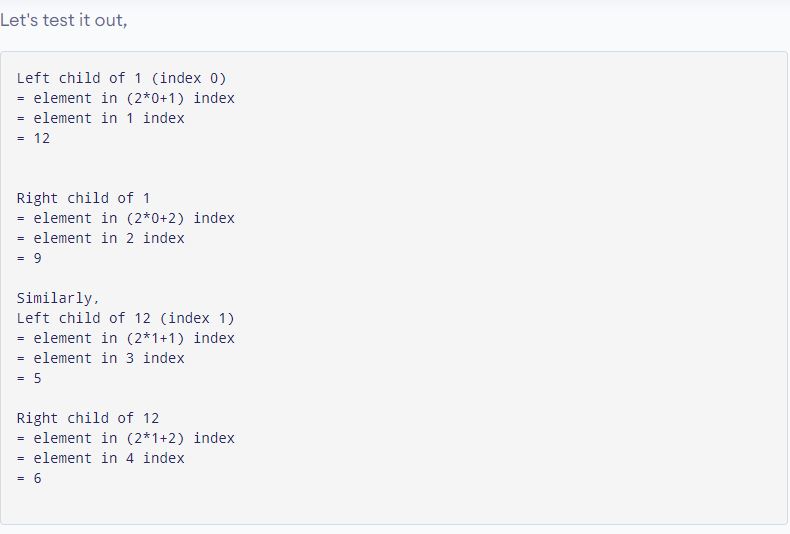 Let's test it out,
Left child of 1 (index 0)
= element in (2*0+1) index
= element in 1 index
= 12
Right child of 1
= element in (2*0+2) index
= element in 2 index
= 9
Similarly,
Left child of 12 (index 1)
= element in (2*1+1) index
= element in 3 index
= 5
Right child of 12
= element in (2*1+2) index
= element in 4 index
= 6